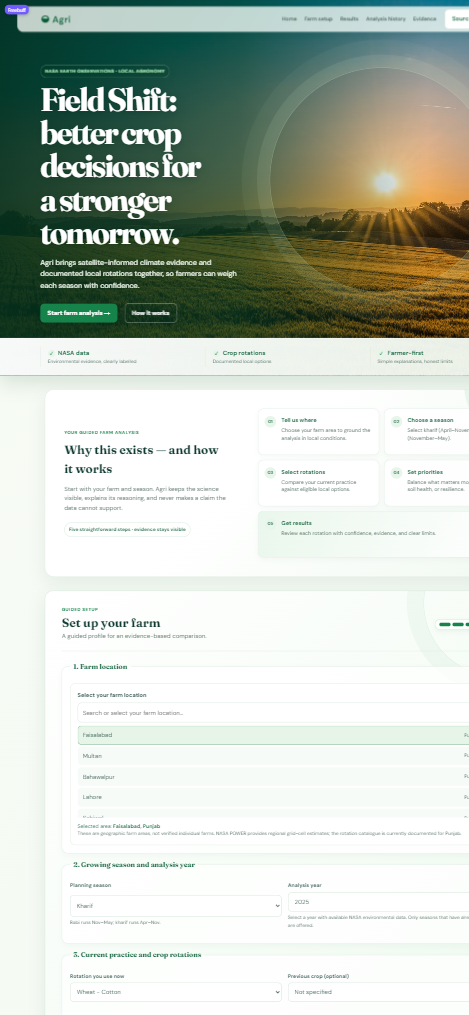 Agri
Home Farm setup Results Analysis history Evidence
NASA EARTH OBSERVATIONS · LOCAL AGRONOMY
Field Shift:
better crop
decisions for
a stronger
tomorrow.
Agri brings satellite-informed climate evidence and
documented local rotations together, so farmers can weigh
each season with confidence.
Start farm analysis → How it works
✓ NASA data
Environmental evidence, clearly labelled
✓ Crop rotations
Documented local options
✓ Farmer-first
Simple explanations, honest limits
YOUR GUIDED FARM ANALYSIS
Why this exists — and how
it works
Start with your farm and season. Agri keeps the science
visible, explains its reasoning, and never makes a claim the
data cannot support.
Five straightforward steps · evidence stays visible
01 Tell us where
Choose your farm area to ground the
analysis in local conditions.
02 Choose a season
Select kharif (April–Nove
(November–May).
03 Select rotations
Compare your current practice
against eligible local options.
04 Set priorities
Balance what matters mo
soil health, or resilience.
05 Get results
Review each rotation with confidence, evidence, and clear limits.
GUIDED SETUP
Set up your farm
A guided profile for an evidence-based comparison.
1. Farm location
Select your farm location
Search or select your farm location...
Faisalabad
Multan
Bahawalpur
Lahore
Selected area: Faisalabad, Punjab
These are geographic farm areas, not verified individual farms. NASA POWER provides regional grid-cell estimates; the rotation catalogue is currently documented for Punjab.
2. Growing season and analysis year
Planning season
Kharif
Rabi runs Nov–May; kharif runs Apr–Nov.
Analysis year
2025
Select a year with available NASA environmental data. Only seasons that have
are offered.
3. Current practice and crop rotations
Rotation you use now
Wheat - Cotton
Previous crop (optional)
Not specified